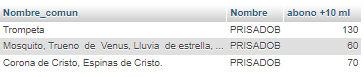 Nombre_comun Nombre abono +10 ml
Trompeta PRISADOB 130
Mosquito, Trueno de Venus, Lluvia de estrella, ... PRISADOB 60
Corona de Cristo, Espinas de Cristo. PRISADOB 70